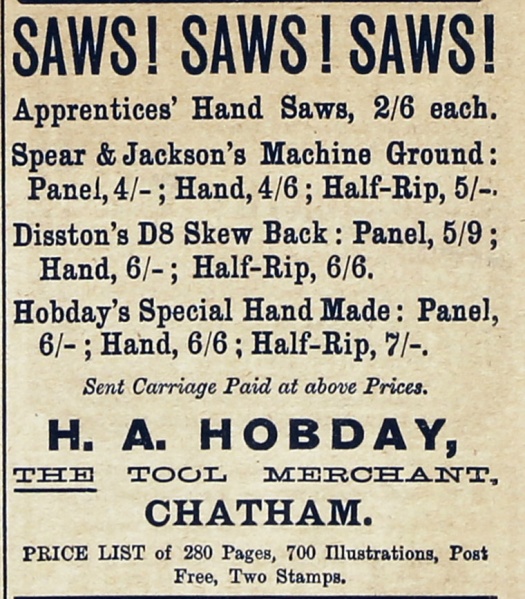 SAWS! SAWS! SAWS!
Apprentices' Hand Saws, 2/6 each.
Spear & Jackson's Machine Ground:
Panel, 4/-; Hand, 4/6; Half-Rip, 5/-.
Disston's D8 Skew Back: Panel, 5/9;
Hand, 6/-; Half-Rip, 6/6.
Hobday's Special Hand Made: Panel,
6/-; Hand, 6/6; Half-Rip, 7/-.
Sent Carriage Paid at above Prices.
H. A. HOBDAY,
THE TOOL MERCHANT,
CHATHAM.
PRICE LIST of 280 Pages, 700 Illustrations, Post
Free, Two Stamps.